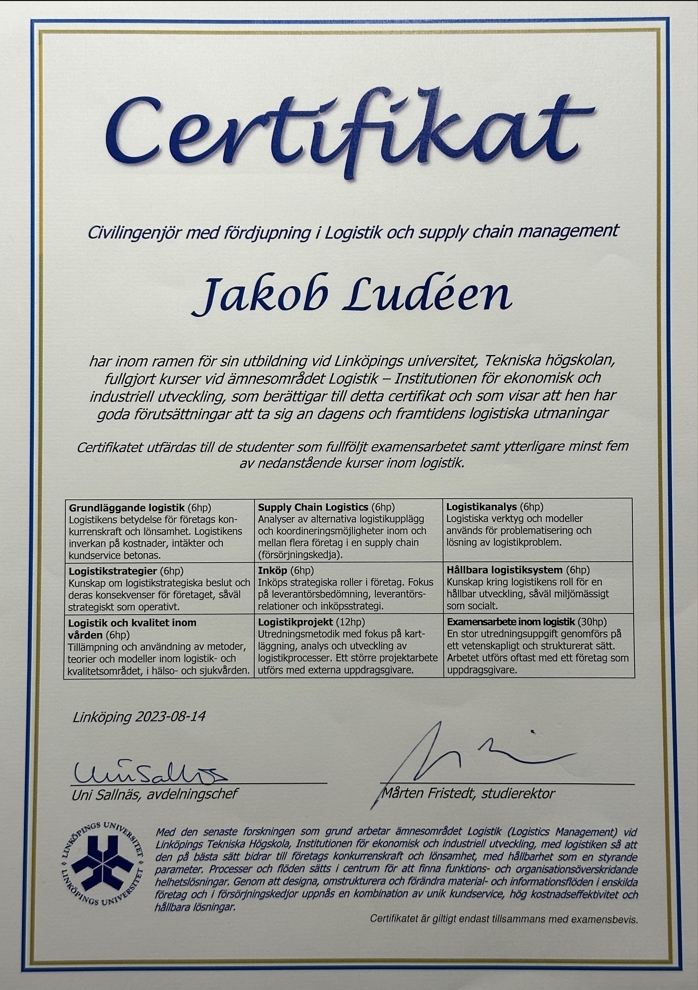 Certifikat
Civilingenjör med fördjupning i Logistik och supply chain management
Jakob Ludéen
har inom ramen för sin utbildning vid Linköpings universitet, Tekniska högskolan,
fullgjort kurser vid ämnesområdet Logistik – Institutionen för ekonomisk och
industriell utveckling, som berättigar till detta certifikat och som visar att hen har
goda förutsättningar att ta sig an dagens och framtidens logistiska utmaningar
Certifikatet utfärdas till de studenter som fullföljt examensarbetet samt ytterligare minst fem
av nedanstående kurser inom logistik.
Grundläggande logistik (6hp)
Logistikens betydelse för företags kon-
kurrenskraft och lönsamhet. Logistikens
inverkan på kostnader, intäkter och
kundservice betonas.
Supply Chain Logistics (6hp)
Analyser av alternativa logistikupplägg
och koordineringsmöjligheter inom och
mellan flera företag i en supply chain
(försörjningskedja).
Logistikanalys (6hp)
Logistiska verktyg och modeller
används för problematisering och
lösning av logistikproblem.
Logistikstrategier (6hp)
Kunskap om logistikstrategiska beslut och
deras konsekvenser för företaget, såväl
strategiskt som operativt.
Inköp (6hp)
Inköps strategiska roller i företag. Fokus
på leverantörsbedömning, leverantörs-
relationer och inköpsstrategi.
Hållbara logistiksystem (6hp)
Kunskap kring logistikens roll för en
hållbar utveckling, såväl miljömässigt
som socialt.
Logistik och kvalitet inom
vården (6hp)
Tillämpning och användning av metoder,
teorier och modeller inom logistik- och
kvalitetsområdet, i hälso- och sjukvården.
Logistikprojekt (12hp)
Utredningsmetodik med fokus på kart-
läggning, analys och utveckling av
logistikprocesser. Ett större projektarbete
utförs med externa uppdragsgivare.
Examensarbete inom logistik (30hp)
En stor utredningsuppgift genomförs på
ett vetenskapligt och strukturerat sätt.
Arbetet utförs oftast med ett företag som
uppdragsgivare.
Linköping 2023-08-14
Uni Sallnäs
Uni Sallnäs, avdelningschef
Mårten Fristedt, studierektor
LINKÖPINGS UNIVERSITET
LINKÖPINGS UNIVERSITET
Med den senaste forskningen som grund arbetar ämnesområdet Logistik (Logistics Management) vid
Linköpings Tekniska Högskola, Institutionen för ekonomisk och industriell utveckling, med logistiken så att
den på bästa sätt bidrar till företags konkurrenskraft och lönsamhet, med hållbarhet som en styrande
parameter. Processer och flöden sätts i centrum för att finna funktions- och organisationsöverskridande
helhetslösningar. Genom att designa, omstrukturera och förändra material- och informationsflöden i enskilda
företag och i försörjningskedjor uppnås en kombination av unik kundservice, hög kostnadseffektivitet och
hållbara lösningar.
Certifikatet är giltigt endast tillsammans med examensbevis.